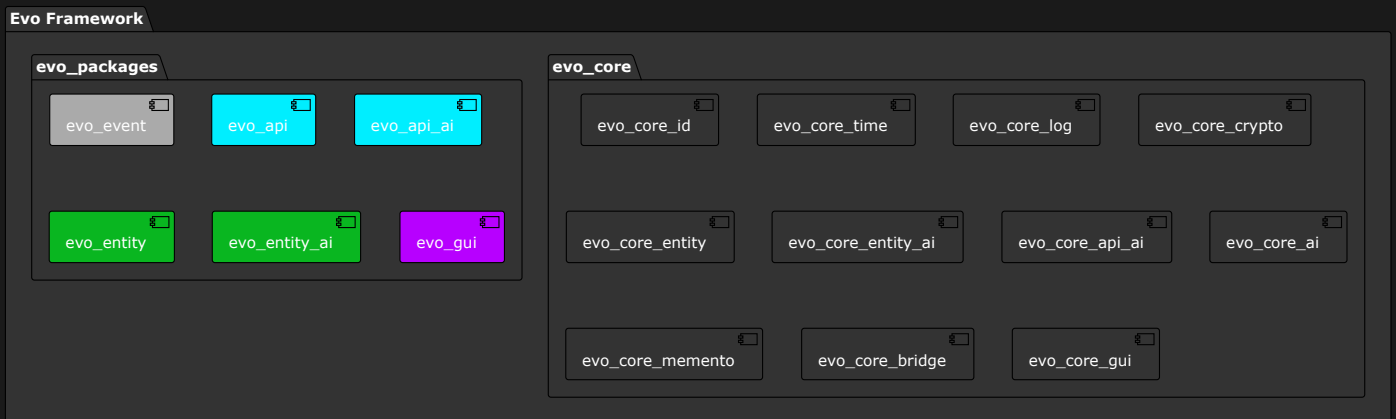 Evo Framework
evo_packages
evo_event
evo_api
evo_api_ai
evo_entity
evo_entity_ai
evo_gui
evo_core
evo_core_id
evo_core_time
evo_core_log
evo_core_crypto
evo_core_entity
evo_core_entity_ai
evo_core_api_ai
evo_core_ai
evo_core_memento
evo_core_bridge
evo_core_gui